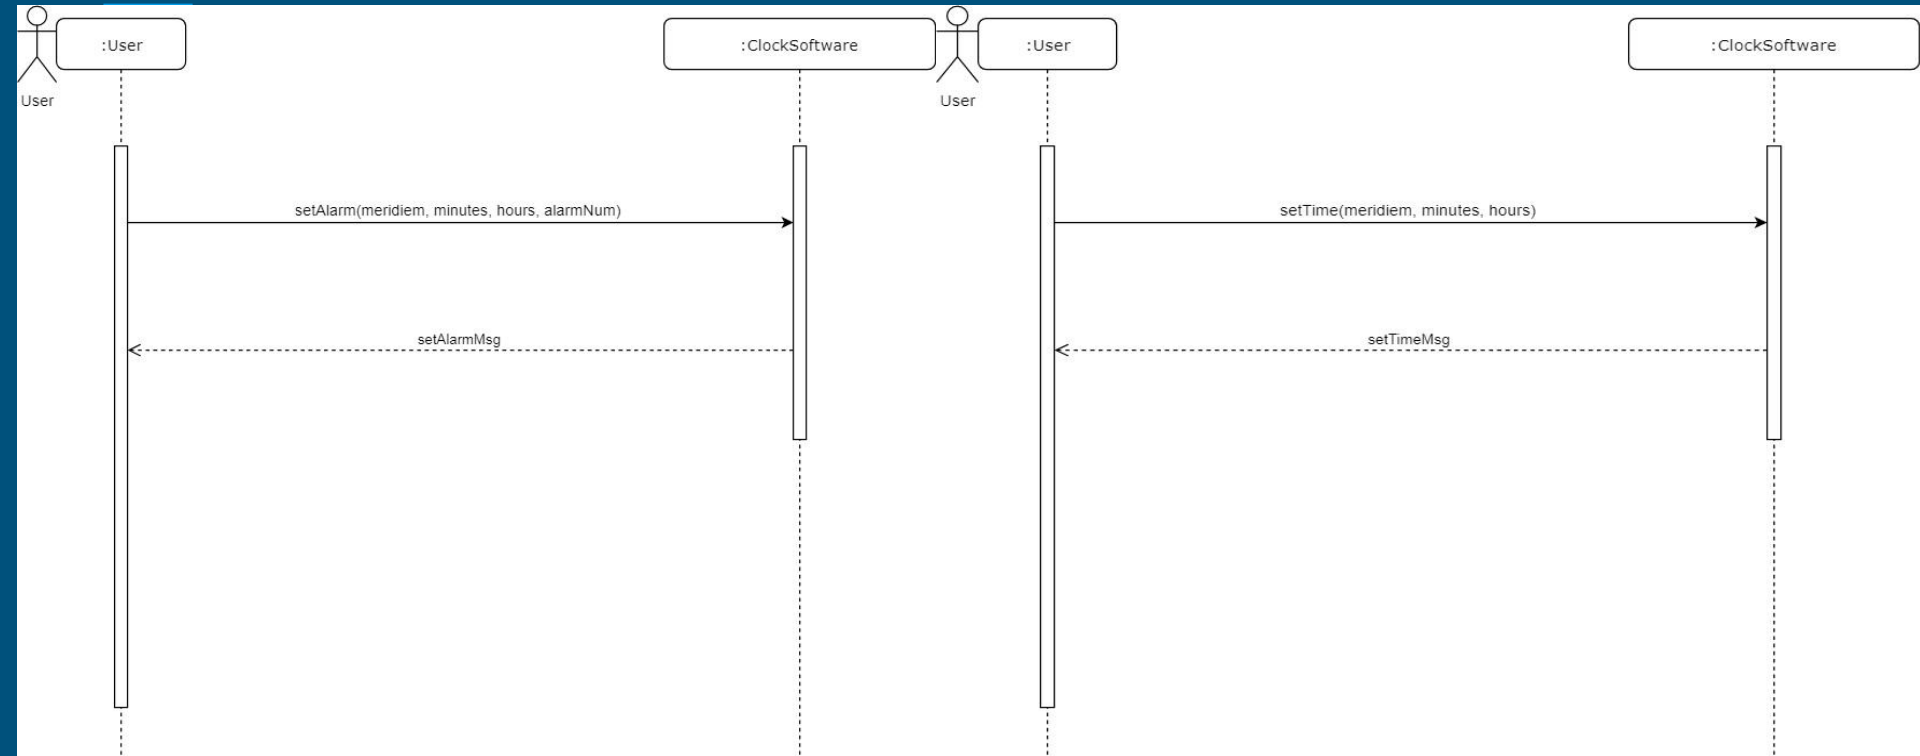 :User
:ClockSoftware
User
setAlarm(meridiem, minutes, hours, alarmNum)
setAlarmMsg
:User
:ClockSoftware
User
setTime(meridiem, minutes, hours)
setTimeMsg